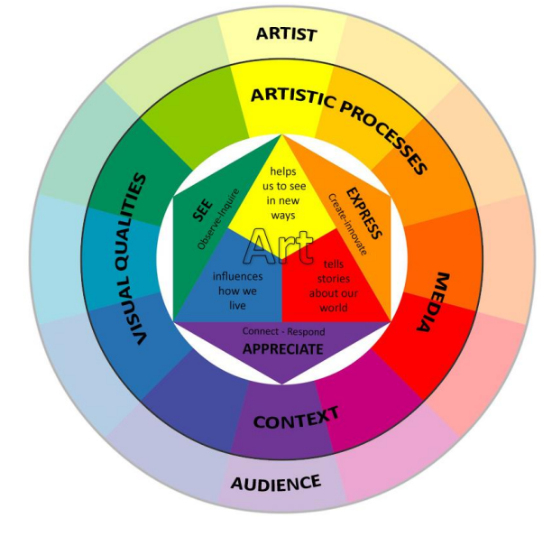 ARTIST
ARTISTIC PROCESSES
helps
us to see
in new
ways
SEE
Observe-Inquire
EXPRESS
Create-innovate
Art
VISUAL QUALITIES
influences
how we
live
tells
stories
about our
world
MEDIA
Connect - Respond
APPRECIATE
CONTEXT
AUDIENCE